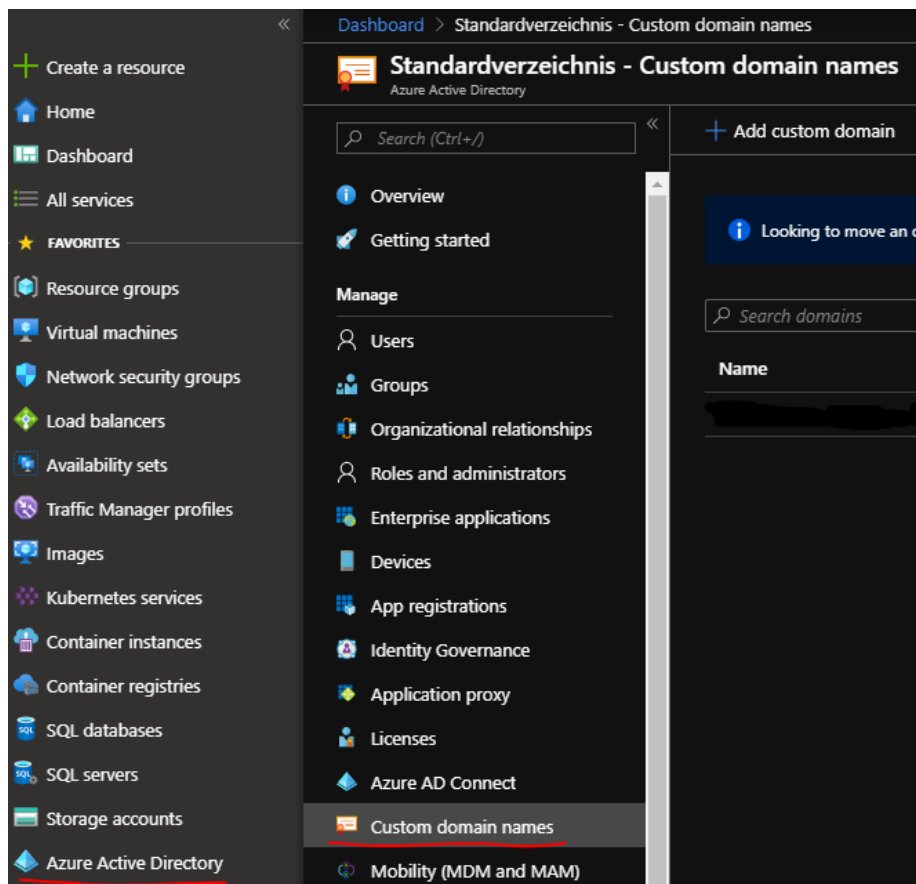 «
Create a resource
Home
Dashboard
All services
FAVORITES
Resource groups
Virtual machines
Network security groups
Load balancers
Availability sets
Traffic Manager profiles
Images
Kubernetes services
Container instances
Container registries
SQL databases
SQL servers
Storage accounts
Azure Active Directory
Dashboard > Standardverzeichnis - Custom domain names
Standardverzeichnis - Custom domain names
Azure Active Directory
Search (Ctrl+/)
«
Overview
Getting started
Manage
Users
Groups
Organizational relationships
Roles and administrators
Enterprise applications
Devices
App registrations
Identity Governance
Application proxy
Licenses
Azure AD Connect
Custom domain names
Mobility (MDM and MAM)
+ Add custom domain
Looking to move an
Search domains
Name